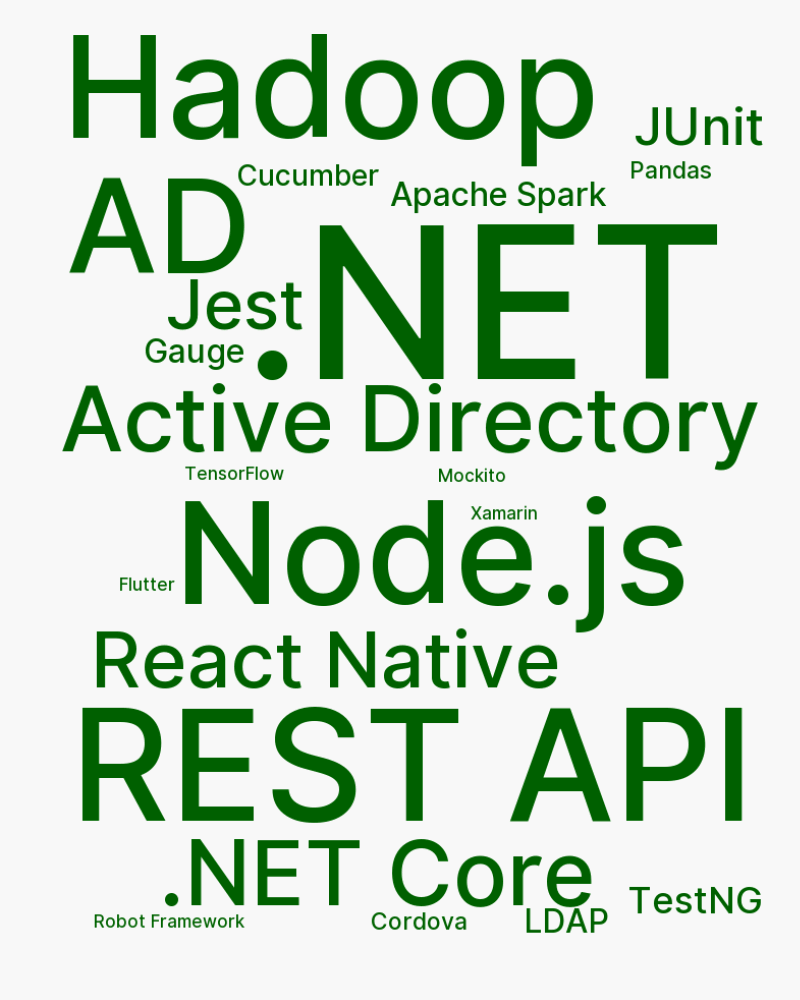 Hadoop
JUnit
Cucumber
Pandas
AD
Apache Spark
.NET
Jest
Gauge
Active Directory
TensorFlow
Mockito
Xamarin
Node.js
Flutter
React Native
REST API
.NET Core
TestNG
Robot Framework
Cordova
LDAP